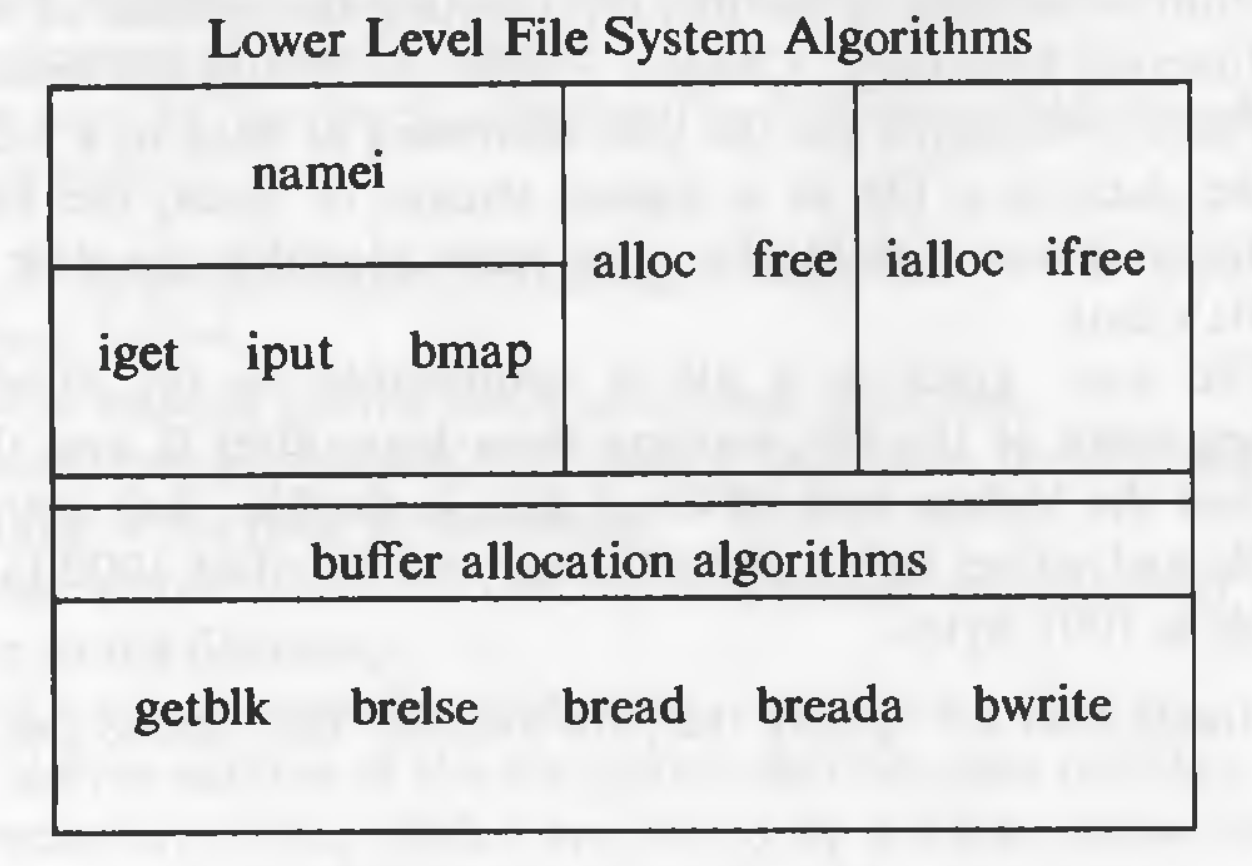 Lower Level File System Algorithms
namei
alloc free ialloc ifree
iget iput bmap
buffer allocation algorithms
getblk brelse bread breada bwrite